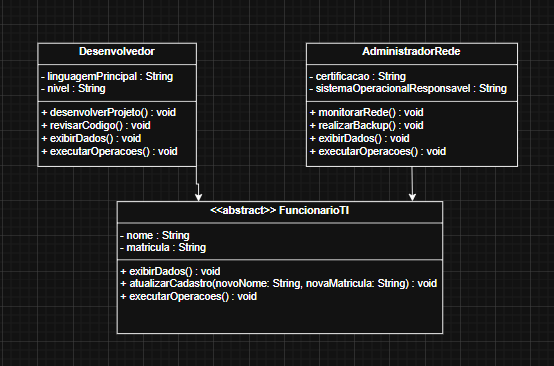 Desenvolvedor
- linguagemPrincipal : String
- nivel : String
+ desenvolverProjeto() : void
+ revisarCodigo() : void
+ exibirDados() : void
+ executarOperacoes() : void
AdministradorRede
- certificacao : String
- sistemaOperacionalResponsavel : String
+ monitorarRede() : void
+ realizarBackup() : void
+ exibirDados() : void
+ executarOperacoes() : void
<<abstract>> FuncionarioTI
- nome : String
- matricula : String
+ exibirDados() : void
+ atualizarCadastro(novoNome: String, novaMatricula: String) : void
+ executarOperacoes() : void